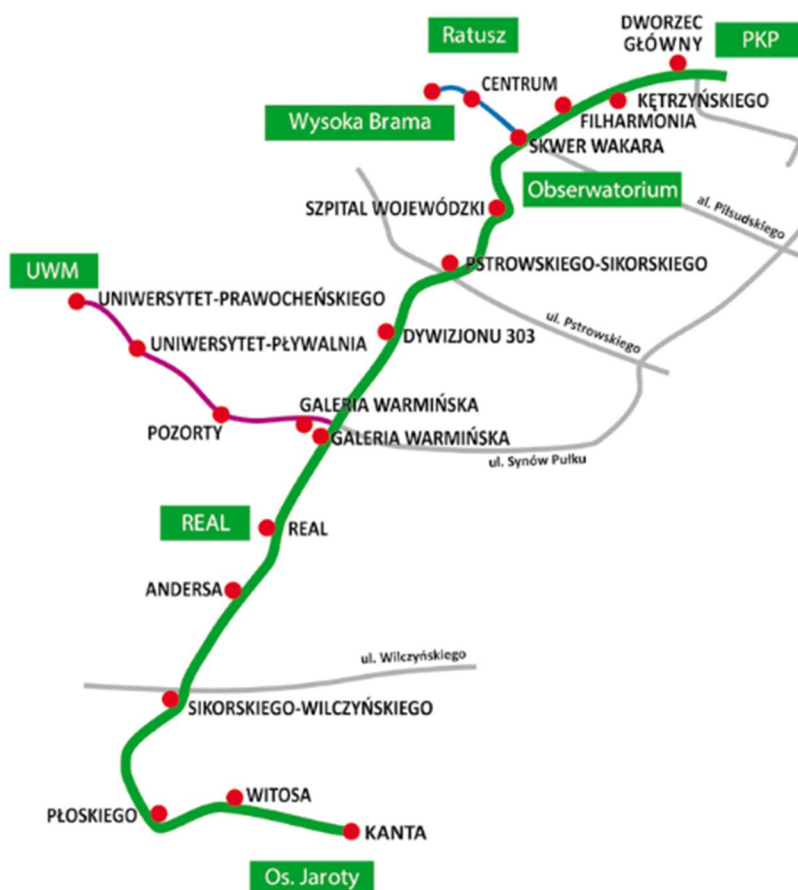 DWORZEC
GŁÓWNY
PKP
Ratusz
CENTRUM
KĘTRZYŃSKIEGO
Wysoka Brama
FILHARMONIA
SKWER WAKARA
Obserwatorium
SZPITAL WOJEWÓDZKI
al. Piłsudskiego
PSTROWSKIEGO-SIKORSKIEGO
UWM
UNIWERSYTET-PRAWOCHEŃSKIEGO
ul. Pstrowskiego
DYWIZJONU 303
UNIWERSYTET-PŁYWALNIA
GALERIA WARMIŃSKA
POZORTY
GALERIA WARMIŃSKA
ul. Synów Pułku
REAL
REAL
ANDERSA
ul. Wilczyńskiego
SIKORSKIEGO-WILCZYŃSKIEGO
WITOSA
PŁOSKIEGO
KANTA
Os. Jaroty